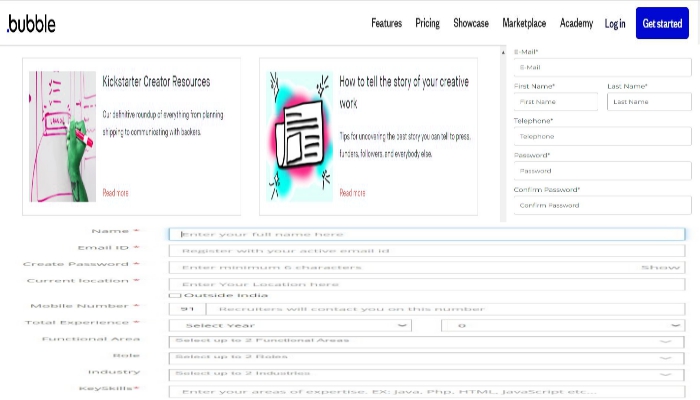 .bubble
Features Pricing Showcase Marketplace Academy Log in Get started
Kickstarter Creator Resources
Our definitive roundup of everything from planning
shipping to communicating with backers.
Read more
How to tell the story of your creative
work
Tips for uncovering the best story you can tell to press,
funders, followers, and everybody else.
Read more
E-Mail*
E-Mail
First Name* Last Name*
First Name Last Name
Telephone*
Telephone
Password*
Password
Confirm Password*
Confirm Password
Name * Enter your full name here
Email ID * Register with your active email id
Create Password * Enter minimum 6 characters Show
Current location * Enter Your Location here
Outside India
Mobile Number * 91 Recruiters will contact you on this number
Total Experience * Select Year 0
Functional Area Select up to 2 Functional Areas
Role Select up to 2 Roles
Industry Select up to 2 Industries
KeySkills* Enter your areas of expertise. EX: Java, Php, HTML, JavaScript etc...